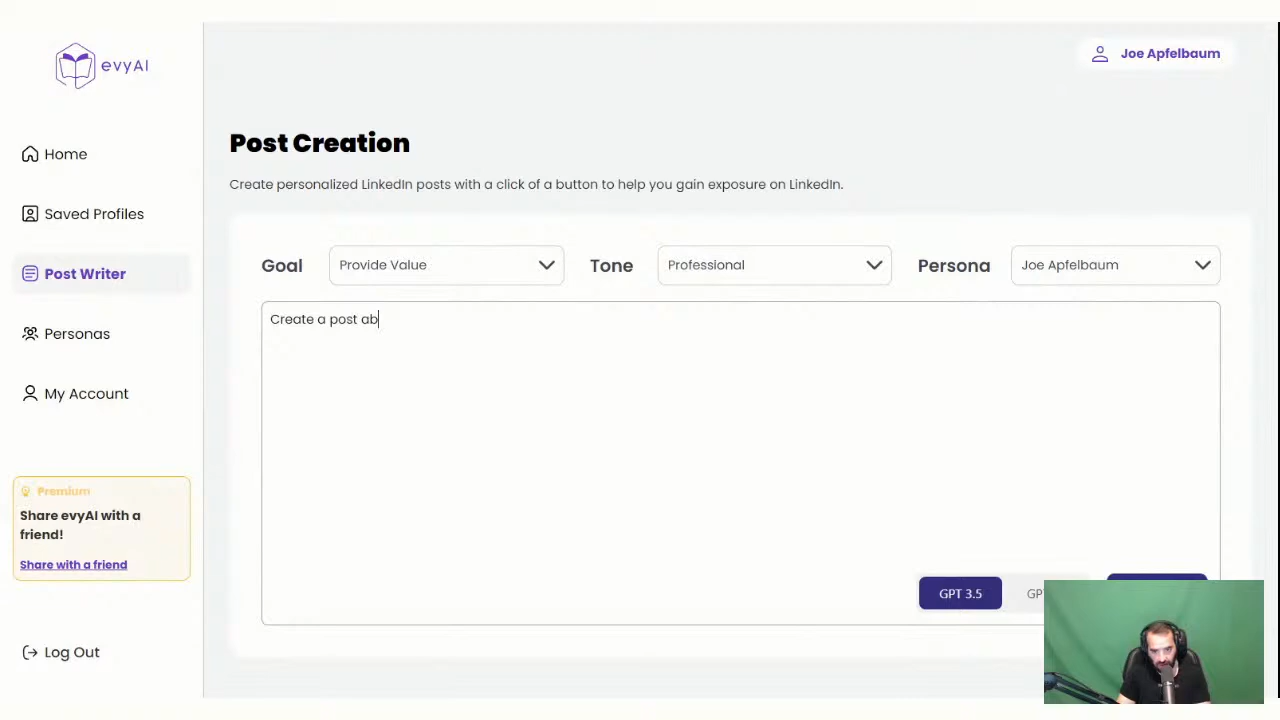 evyAI
Joe Apfelbaum
Home
Saved Profiles
Post Writer
Personas
My Account
Premium
Share evyAI with a
friend!
Share with a friend
Log Out
Post Creation
Create personalized LinkedIn posts with a click of a button to help you gain exposure on LinkedIn.
Goal
Provide Value
Tone
Professional
Persona
Joe Apfelbaum
Create a post ab
GPT 3.5